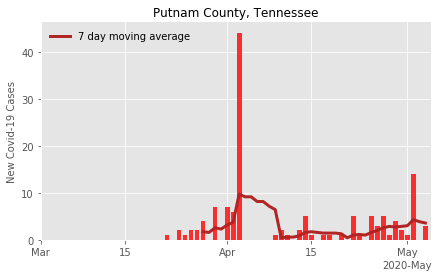 Putnam County, Tennessee
7 day moving average
New Covid-19 Cases
40
30
20
10
0
Mar
15
Apr
15
May
2020-May